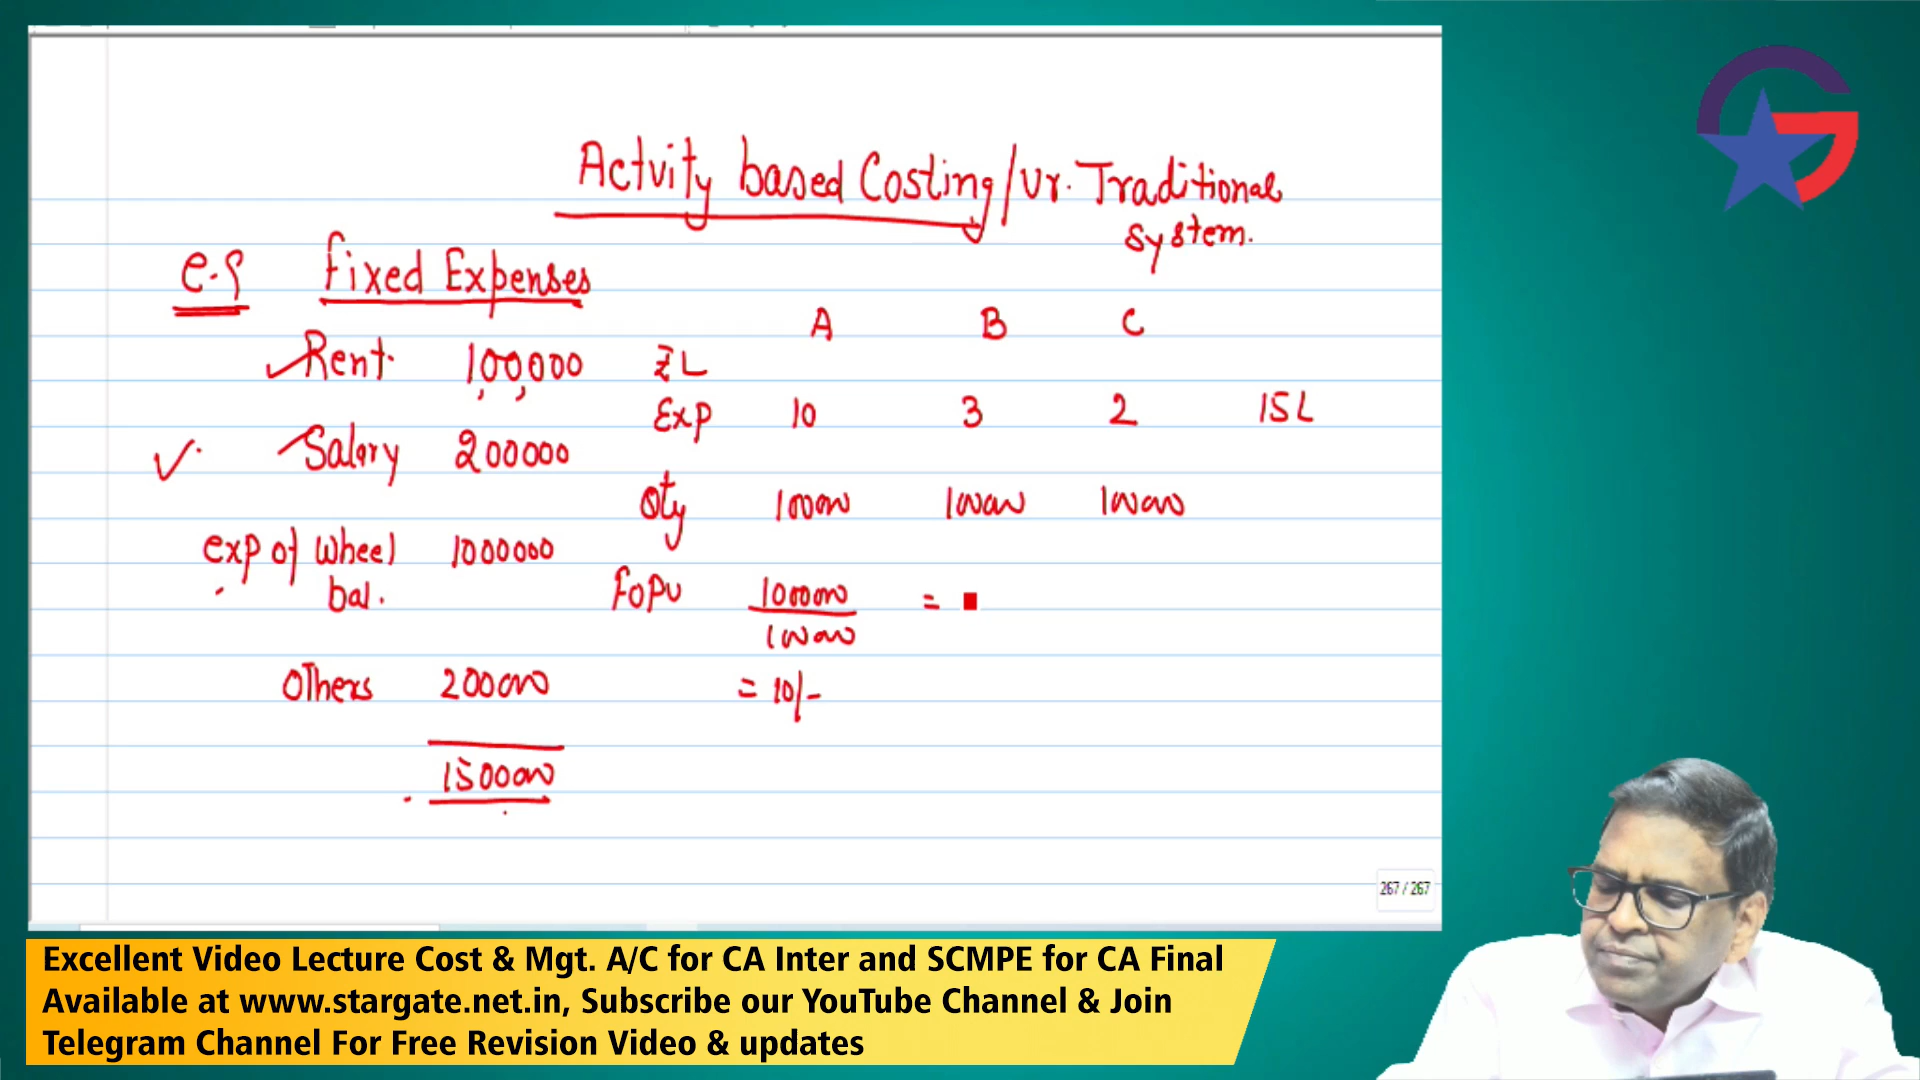 Actvity based Costing/vr. Traditional
system.
e.g Fixed Expenses
A B C
Rent 100,000 ₹ L
Exp 10 3 2 15L
Salary 200000
Qty 100000 100000 100000
exp of wheel 1000000
bal.
FOPU 1000000 =
100000
Others 200000 = 10/-
1500000
267 / 267
Excellent Video Lecture Cost & Mgt. A/C for CA Inter and SCMPE for CA Final
Available at www.stargate.net.in, Subscribe our YouTube Channel & Join
Telegram Channel For Free Revision Video & updates